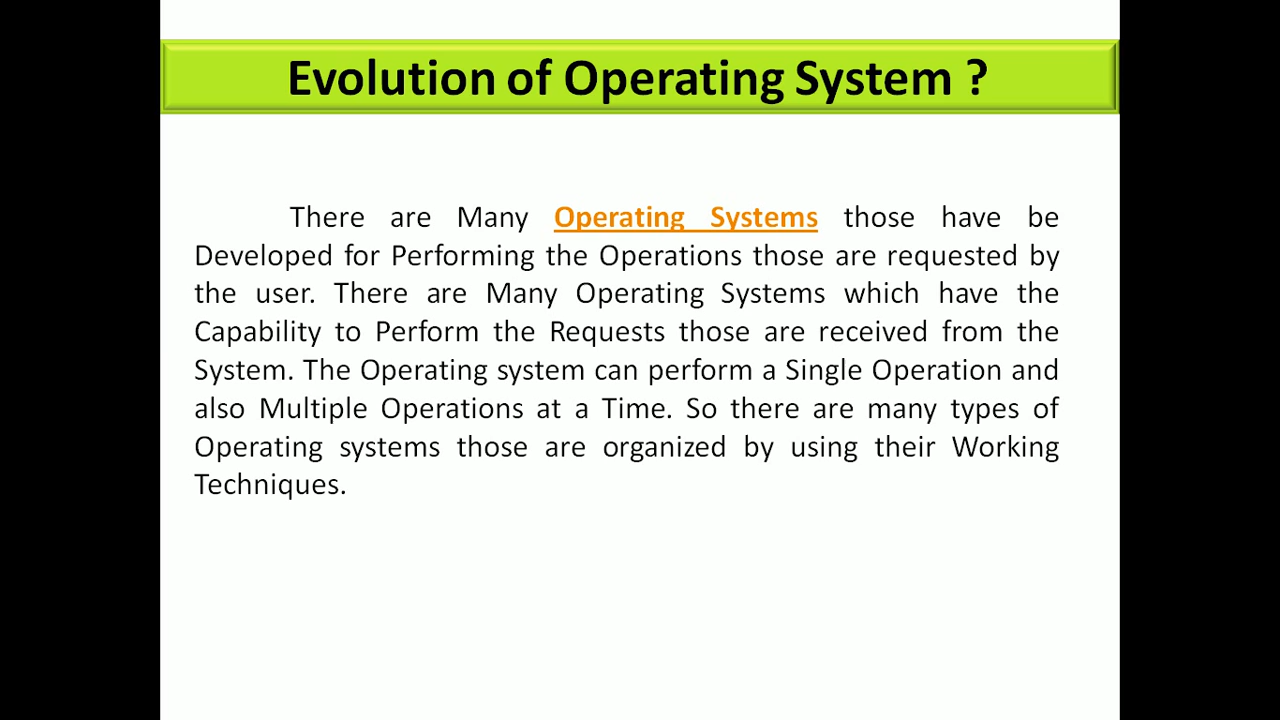 Evolution of Operating System ?
There are Many Operating Systems those have be
Developed for Performing the Operations those are requested by
the user. There are Many Operating Systems which have the
Capability to Perform the Requests those are received from the
System. The Operating system can perform a Single Operation and
also Multiple Operations at a Time. So there are many types of
Operating systems those are organized by using their Working
Techniques.